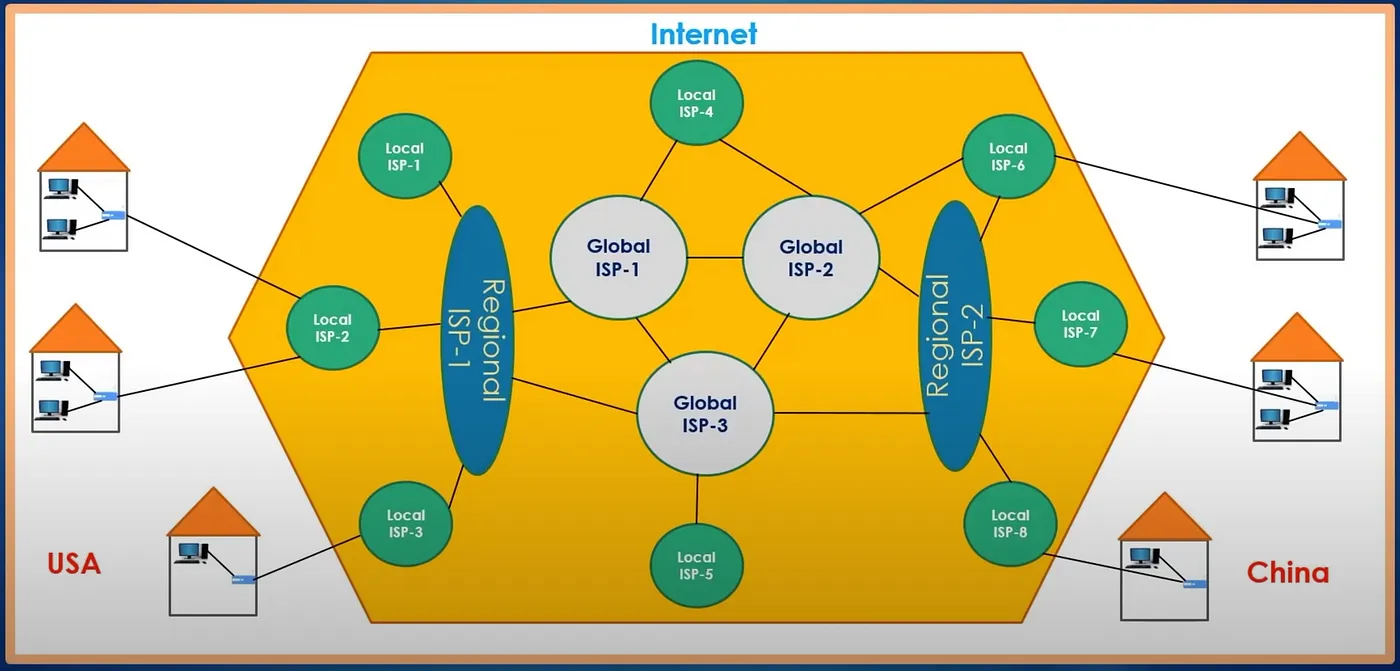 Internet
Local
ISP-4
Local
ISP-1
Local
ISP-6
Global
ISP-1
Global
ISP-2
Regional
ISP-1
Regional
ISP-2
Local
ISP-2
Local
ISP-7
Global
ISP-3
Local
ISP-3
Local
ISP-8
Local
ISP-5
USA
China